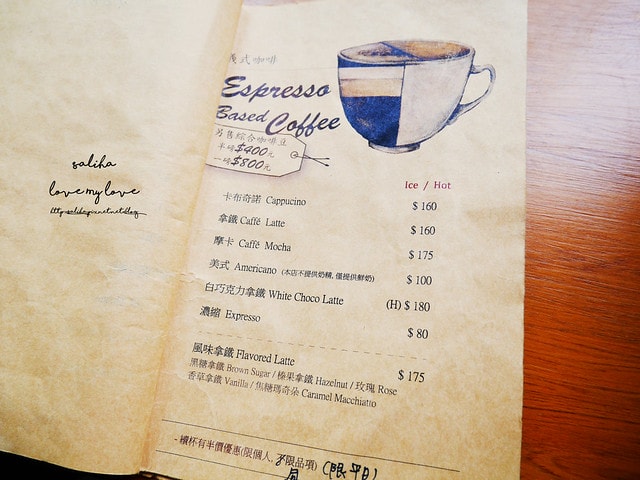 saliha
love my love
義式咖啡
Espresso
Based Coffee
另售綜合咖啡豆
半磅$400元
一磅$800元
Ice / Hot
卡布奇諾 Cappucino $ 160
拿鐵 Caffé Latte $ 160
摩卡 Caffé Mocha $ 175
美式 Americano (本店不提供奶精,僅提供鮮奶) $ 100
白巧克力拿鐵 White Choco Latte (H) $ 180
濃縮 Expresso $ 80
風味拿鐵 Flavored Latte $ 175
黑糖拿鐵 Brown Sugar / 榛果拿鐵 Hazelnut / 玫瑰 Rose
香草拿鐵 Vanilla / 焦糖瑪奇朵 Caramel Macchiatto
- 續杯有半價優惠(限個人, 限品項) (限平日)